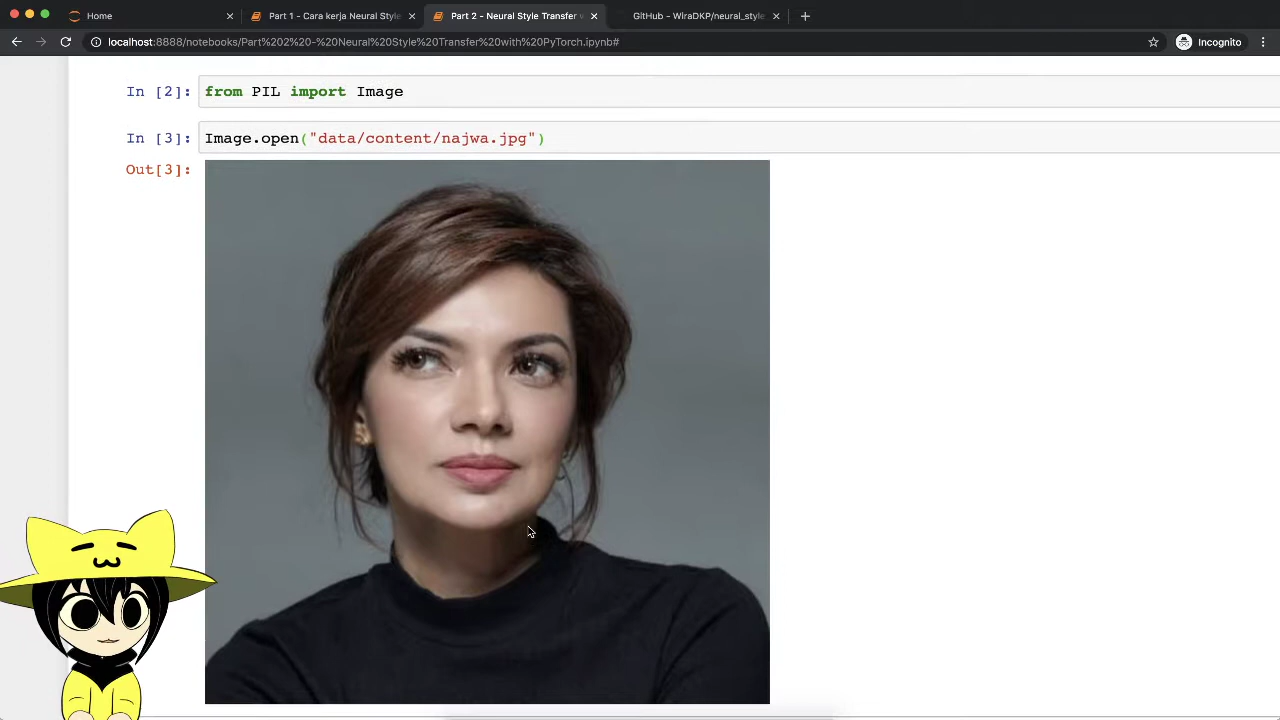 Home
Part 1 - Cara kerja Neural Style
Part 2 - Neural Style Transfer
GitHub - WiraDKP/neural_style
localhost:8888/notebooks/Part%202%20-%20Neural%20Style%20Transfer%20with%20PyTorch.ipynb#
Incognito
In [2]: from PIL import Image
In [3]: Image.open("data/content/najwa.jpg")
Out[3]: